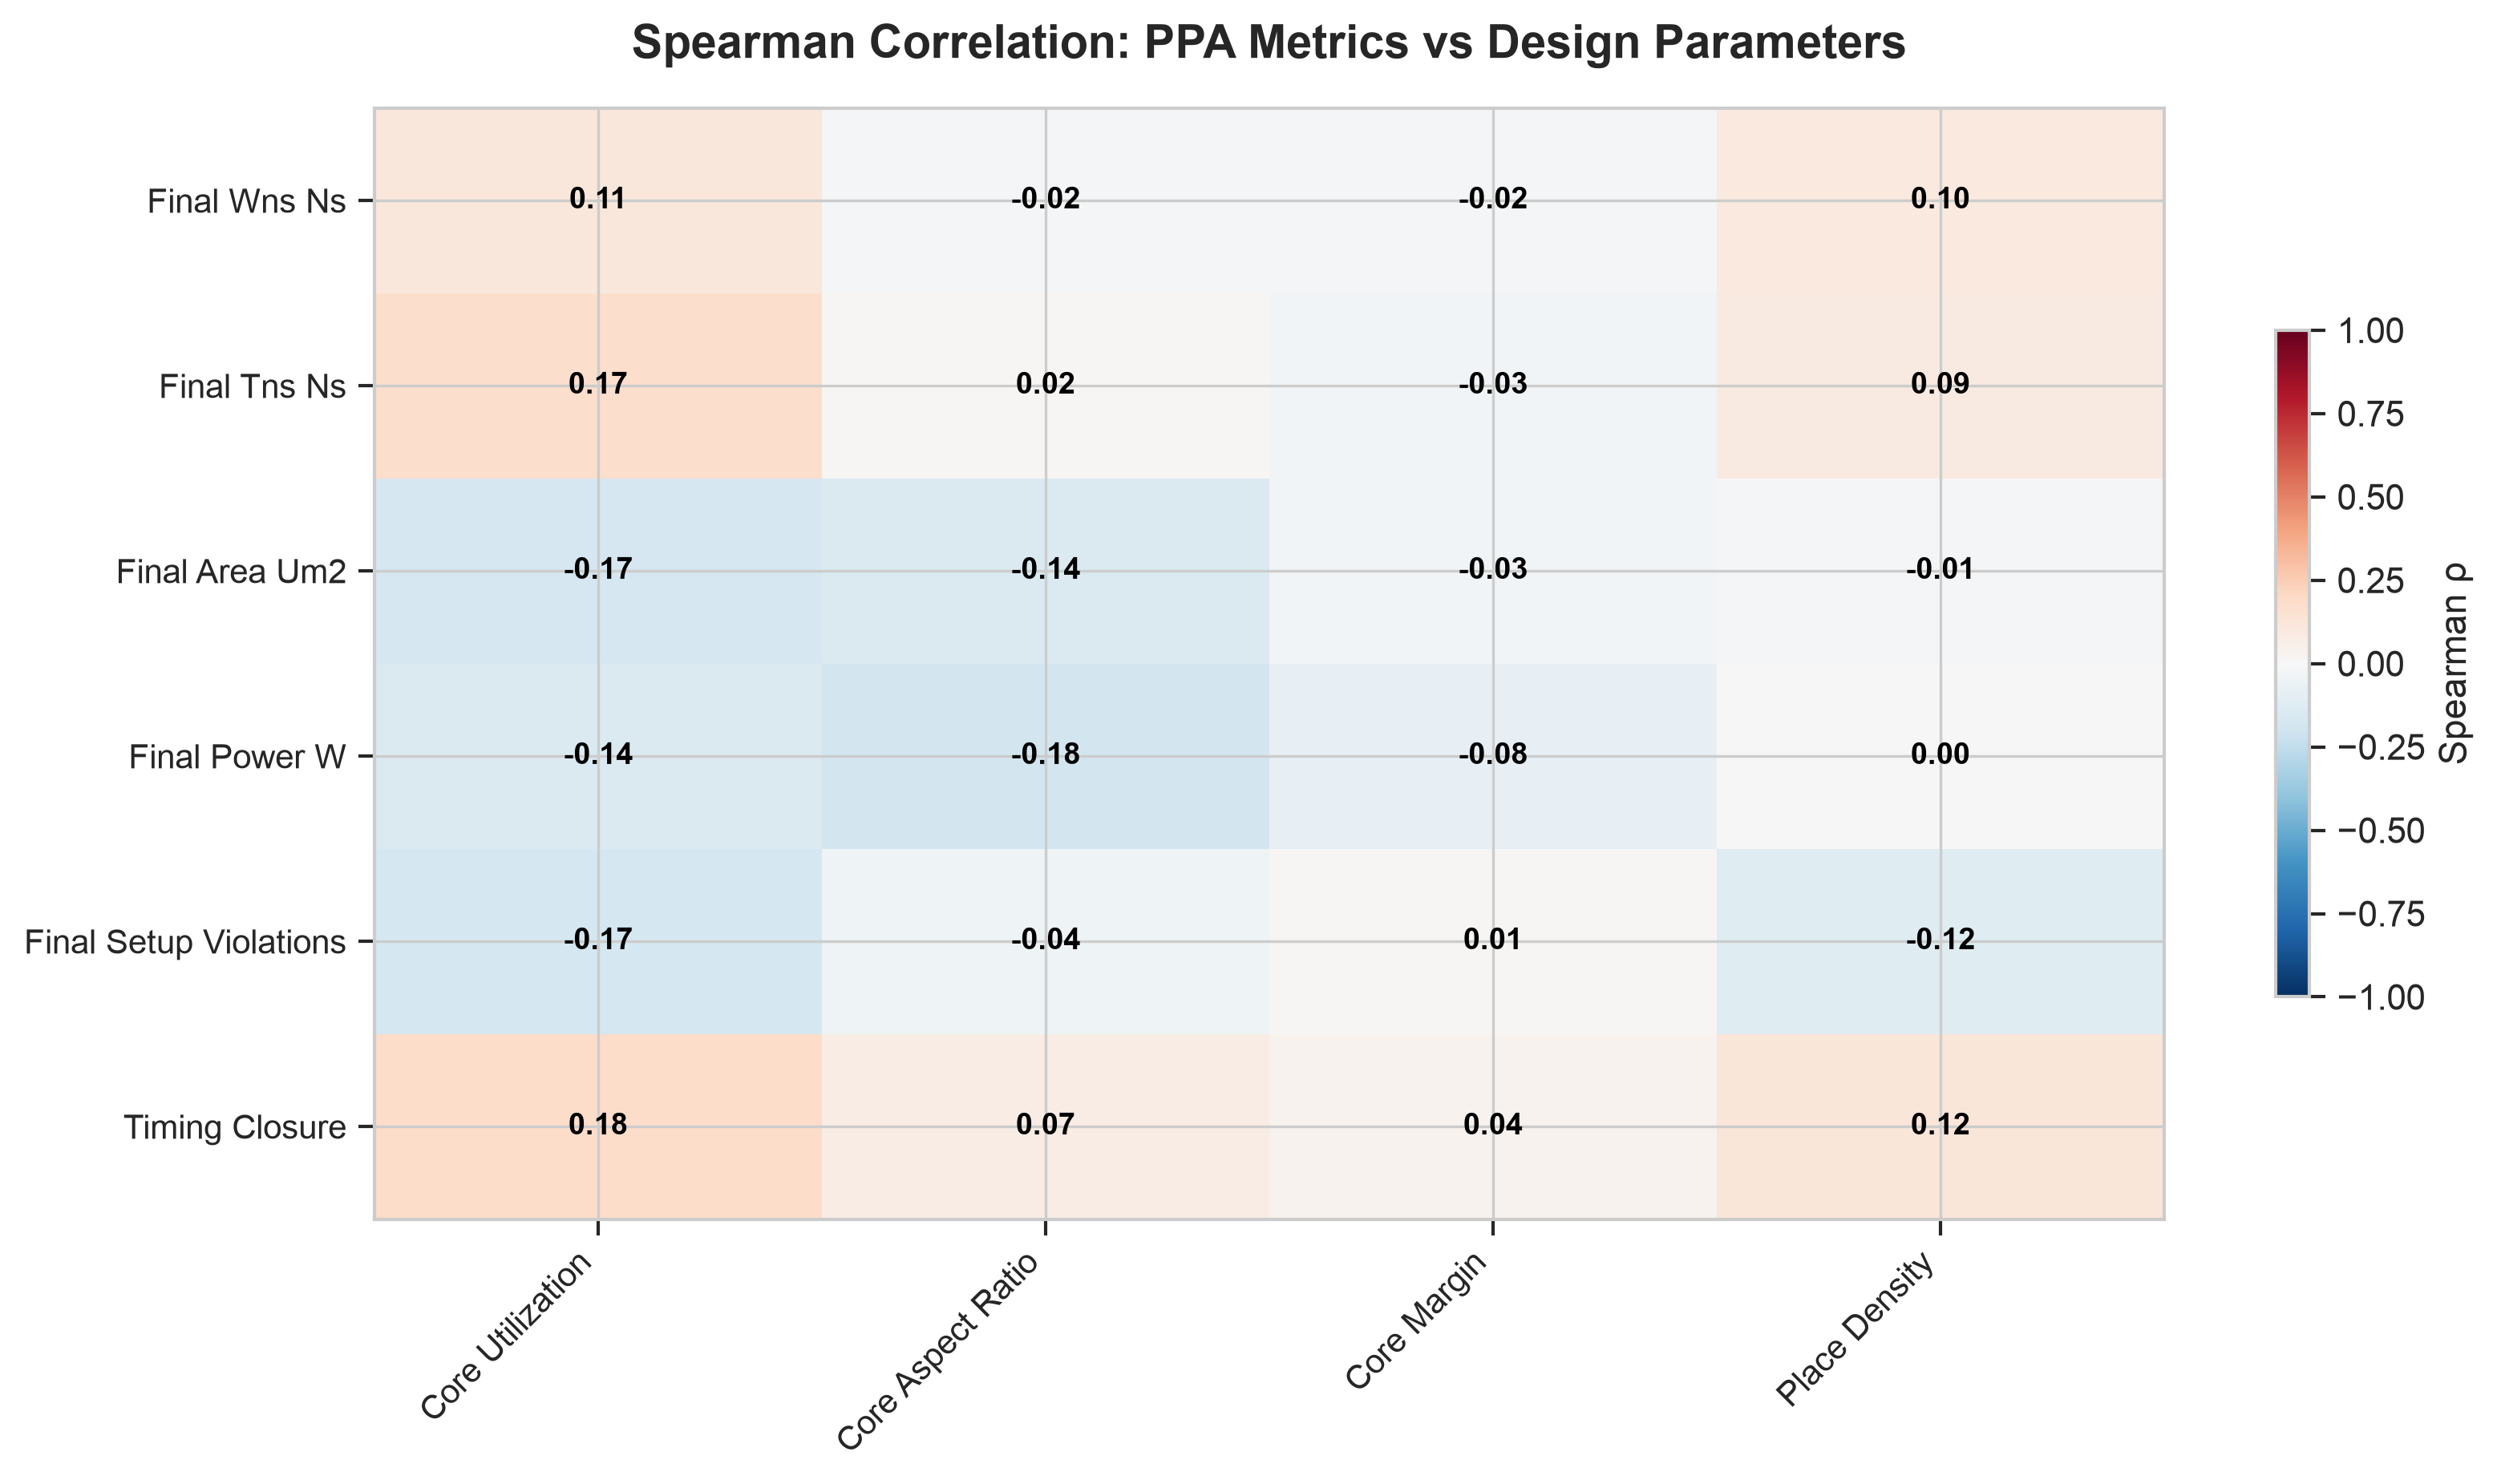 Spearman Correlation: PPA Metrics vs Design Parameters
Final Wns Ns 0.11 -0.02 -0.02 0.10
Final Tns Ns 0.17 0.02 -0.03 0.09
Final Area Um2 -0.17 -0.14 -0.03 -0.01
Final Power W -0.14 -0.18 -0.08 0.00
Final Setup Violations -0.17 -0.04 0.01 -0.12
Timing Closure 0.18 0.07 0.04 0.12
Core Utilization
Core Aspect Ratio
Core Margin
Place Density
1.00
0.75
0.50
0.25
0.00
−0.25
−0.50
−0.75
−1.00
Spearman ρ